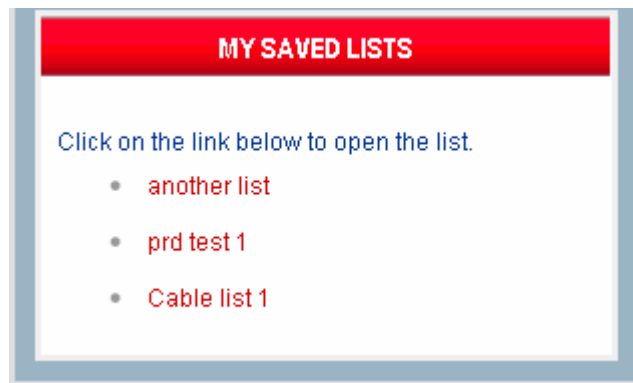 MY SAVED LISTS
Click on the link below to open the list.
another list
prd test 1
Cable list 1